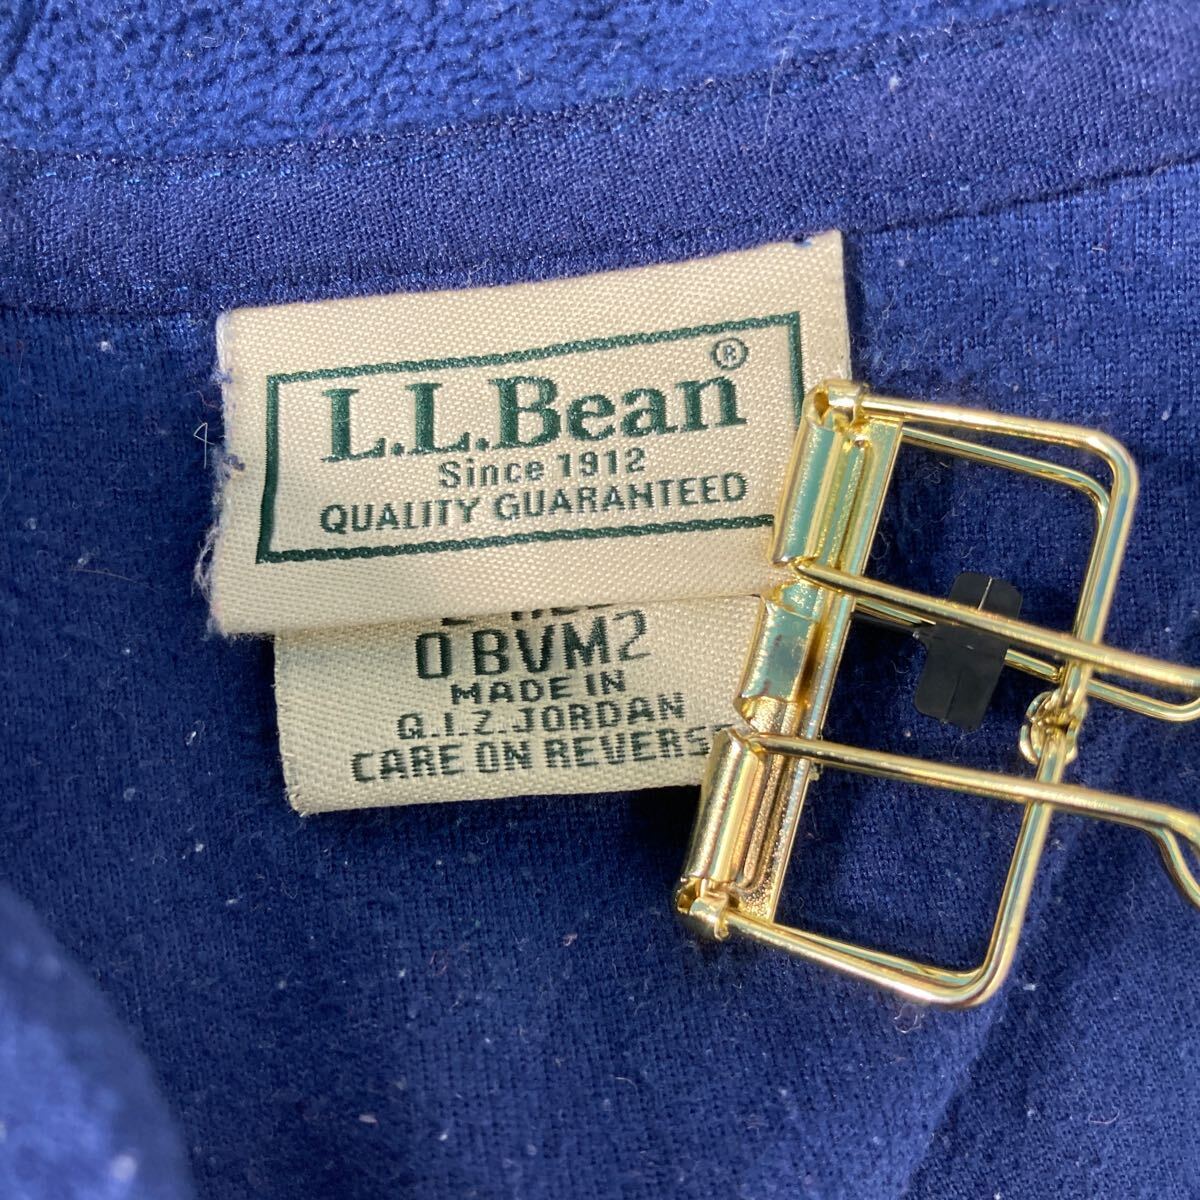 L.L.Bean®
Since 1912
QUALITY GUARANTEED
0 BVM2
MADE IN
Q.I.Z. JORDAN
CARE ON REVERSE